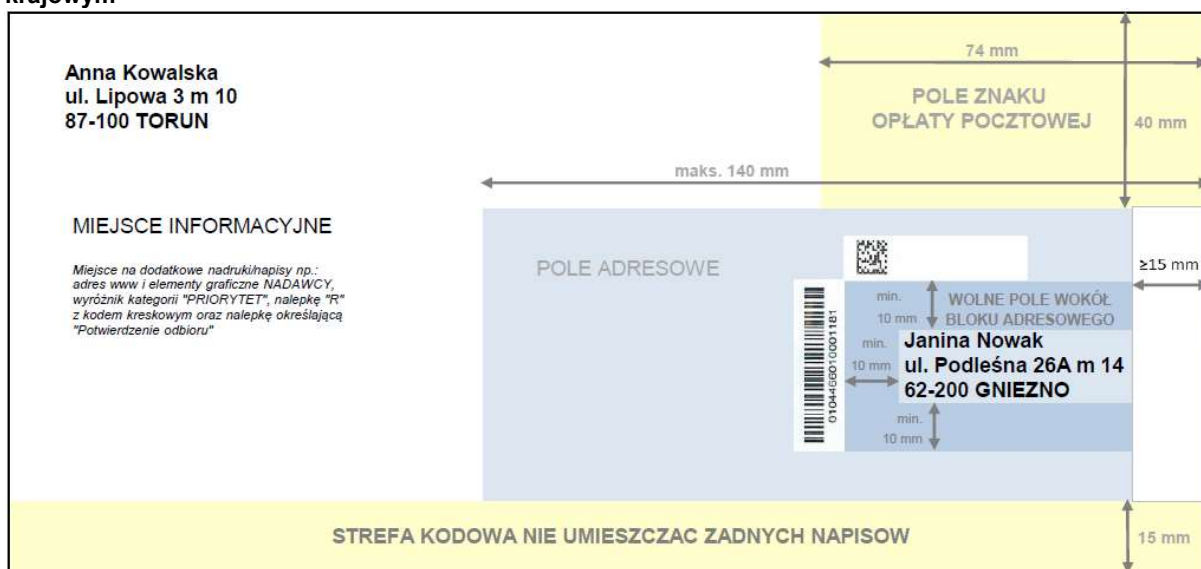 Anna Kowalska
ul. Lipowa 3 m 10
87-100 TORUN
74 mm
POLE ZNAKU
OPŁATY POCZTOWEJ
40 mm
maks. 140 mm
MIEJSCE INFORMACYJNE
Miejsce na dodatkowe nadruki/napisy np.:
adres www i elementy graficzne NADAWCY,
wyróżnik kategorii "PRIORYTET", nalepkę "R"
z kodem kreskowym oraz nalepkę określającą
"Potwierdzenie odbioru"
POLE ADRESOWE
≥15 mm
min.
10 mm
WOLNE POLE WOKÓŁ
BLOKU ADRESOWEGO
min.
10 mm
Janina Nowak
ul. Podleśna 26A m 14
62-200 GNIEZNO
min.
10 mm
STREFA KODOWA NIE UMIESZCZAC ZADNYCH NAPISOW
15 mm